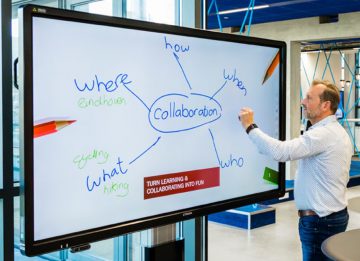 how
where
eindhoven
when
Collaboration
cycling
what
hiking
who
TURN LEARNING &
COLLABORATING INTO FUN